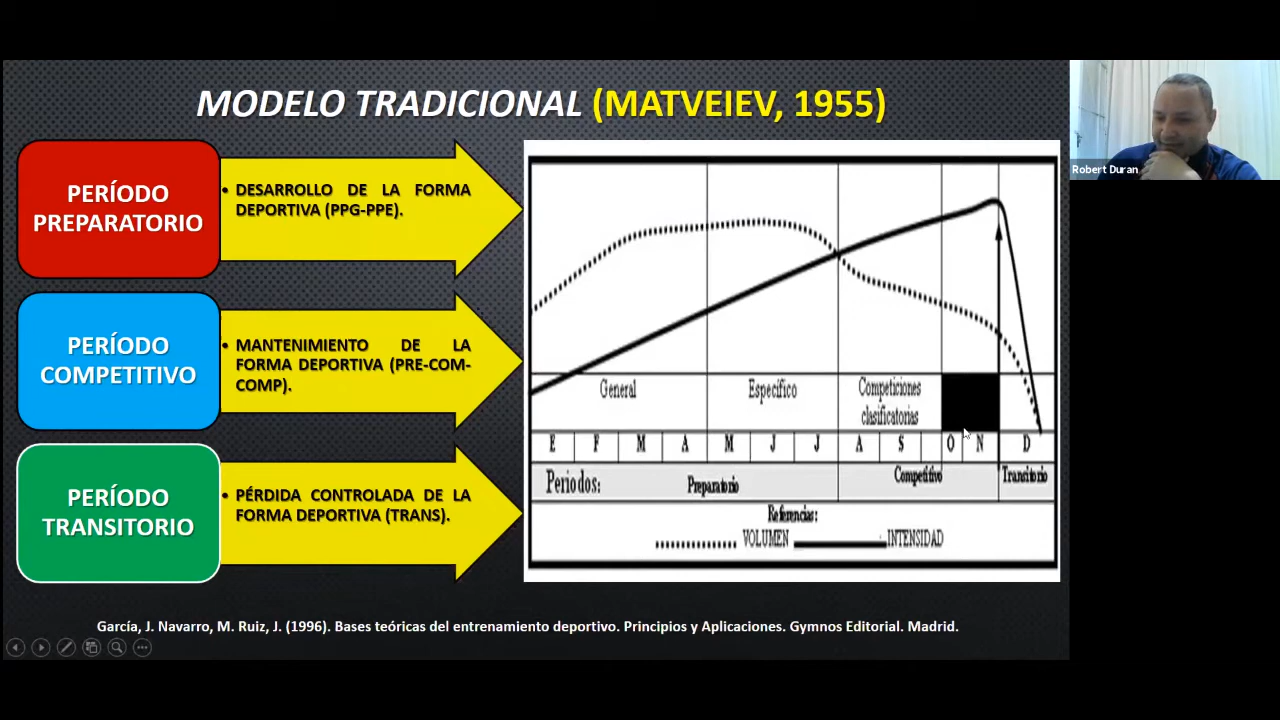 MODELO TRADICIONAL (MATVEIEV, 1955)
PERÍODO
PREPARATORIO
• DESARROLLO DE LA FORMA
DEPORTIVA (PPG-PPE).
PERÍODO
COMPETITIVO
• MANTENIMIENTO DE LA
FORMA DEPORTIVA (PRE-COM-
COMP).
PERÍODO
TRANSITORIO
• PÉRDIDA CONTROLADA DE LA
FORMA DEPORTIVA (TRANS).
General Específico Competiciones
clasificatorias
E F M A M J J A S O N D
Periodos: Preparatorio Competitivo Transitorio
Referencias:
VOLUMEN INTENSIDAD
García, J. Navarro, M. Ruiz, J. (1996). Bases teóricas del entrenamiento deportivo. Principios y Aplicaciones. Gymnos Editorial. Madrid.
Robert Duran